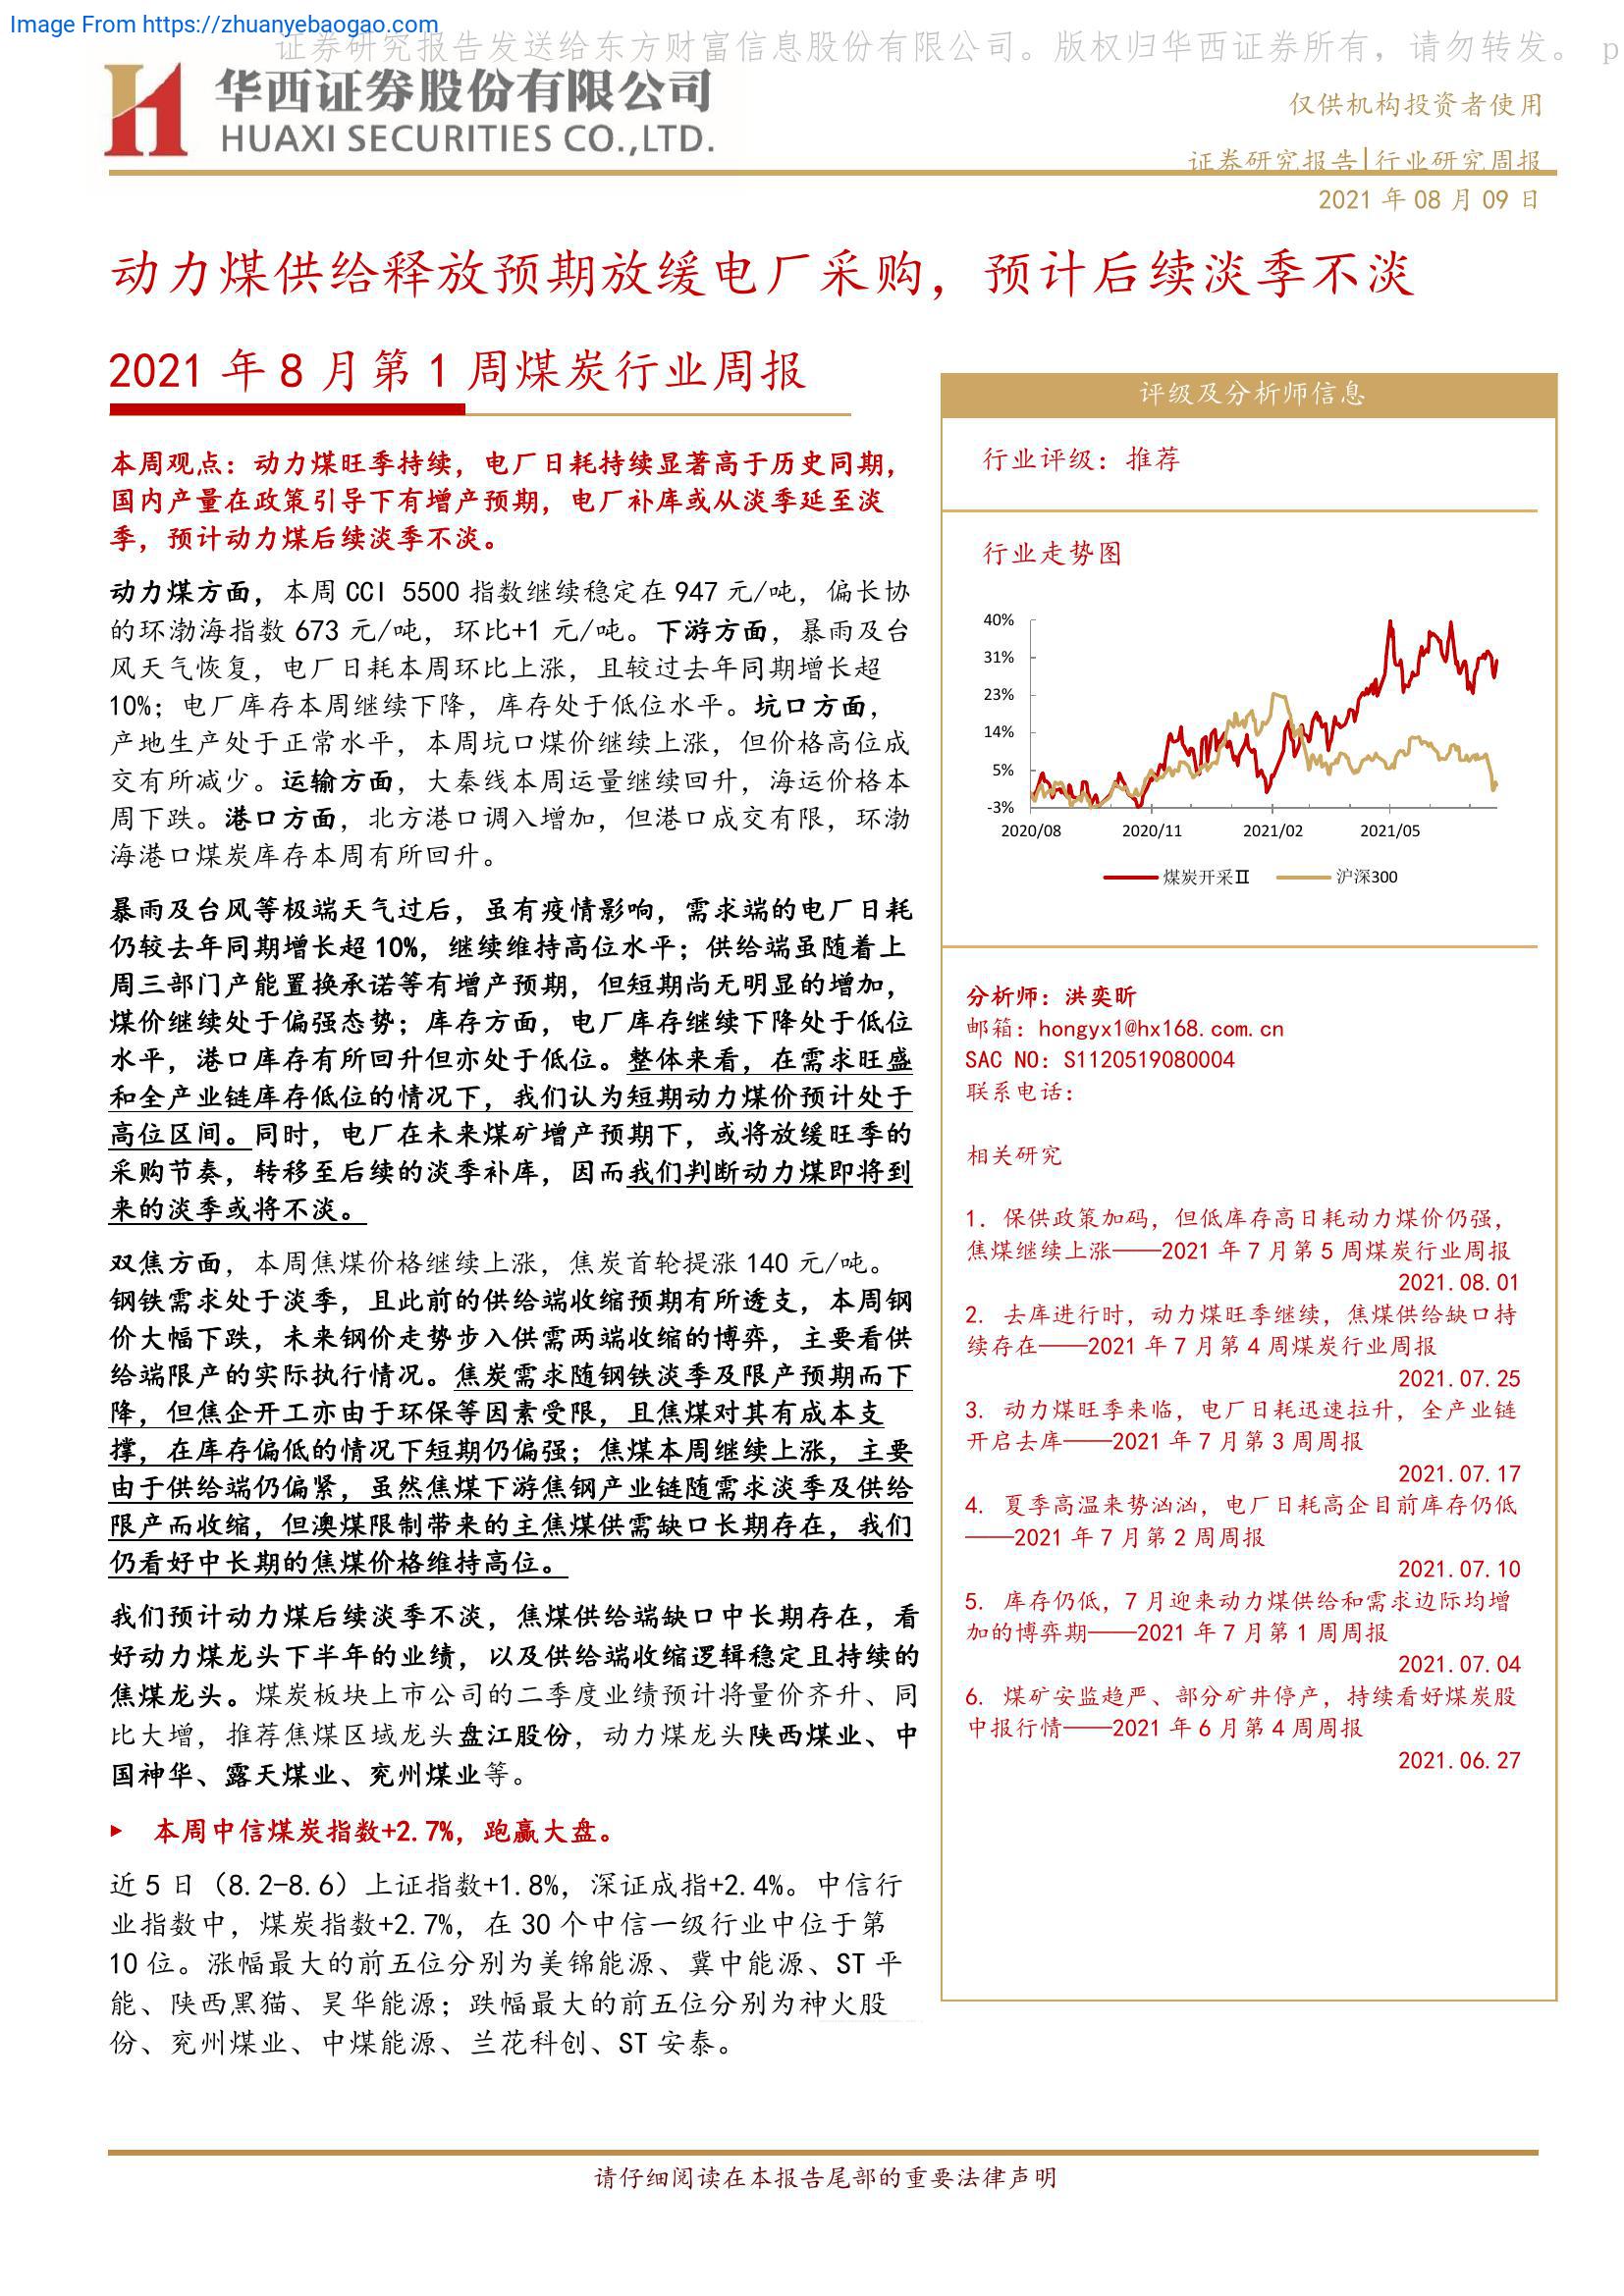 Image From https://zhuanyebaogao.com
证券研究报告发送给东方财富信息股份有限公司。版权归华西证券所有，请勿转发。 p
华西证券股份有限公司
HUAXI SECURITIES CO.,LTD.
仅供机构投资者使用
证券研究报告|行业研究周报
2021 年 08 月 09 日
动力煤供给释放预期放缓电厂采购，预计后续淡季不淡
2021 年 8 月第 1 周煤炭行业周报
本周观点：动力煤旺季持续，电厂日耗持续显著高于历史同期，
国内产量在政策引导下有增产预期，电厂补库或从淡季延至淡
季，预计动力煤后续淡季不淡。
动力煤方面，本周 CCI 5500 指数继续稳定在 947 元/吨，偏长协
的环渤海指数 673 元/吨，环比+1 元/吨。下游方面，暴雨及台
风天气恢复，电厂日耗本周环比上涨，且较过去年同期增长超
10%；电厂库存本周继续下降，库存处于低位水平。坑口方面，
产地生产处于正常水平，本周坑口煤价继续上涨，但价格高位成
交有所减少。运输方面，大秦线本周运量继续回升，海运价格本
周下跌。港口方面，北方港口调入增加，但港口成交有限，环渤
海港口煤炭库存本周有所回升。
暴雨及台风等极端天气过后，虽有疫情影响，需求端的电厂日耗
仍较去年同期增长超 10%，继续维持高位水平；供给端虽随着上
周三部门产能置换承诺等有增产预期，但短期尚无明显的增加，
煤价继续处于偏强态势；库存方面，电厂库存继续下降处于低位
水平，港口库存有所回升但亦处于低位。整体来看，在需求旺盛
和全产业链库存低位的情况下，我们认为短期动力煤价预计处于
高位区间。同时，电厂在未来煤矿增产预期下，或将放缓旺季的
采购节奏，转移至后续的淡季补库，因而我们判断动力煤即将到
来的淡季或将不淡。
双焦方面，本周焦煤价格继续上涨，焦炭首轮提涨 140 元/吨。
钢铁需求处于淡季，且此前的供给端收缩预期有所透支，本周钢
价大幅下跌，未来钢价走势步入供需两端收缩的博弈，主要看供
给端限产的实际执行情况。焦炭需求随钢铁淡季及限产预期而下
降，但焦企开工亦由于环保等因素受限，且焦煤对其有成本支
撑，在库存偏低的情况下短期仍偏强；焦煤本周继续上涨，主要
由于供给端仍偏紧，虽然焦煤下游焦钢产业链随需求淡季及供给
限产而收缩，但澳煤限制带来的主焦煤供需缺口长期存在，我们
仍看好中长期的焦煤价格维持高位。
我们预计动力煤后续淡季不淡，焦煤供给端缺口中长期存在，看
好动力煤龙头下半年的业绩，以及供给端收缩逻辑稳定且持续的
焦煤龙头。煤炭板块上市公司的二季度业绩预计将量价齐升、同
比大增，推荐焦煤区域龙头盘江股份，动力煤龙头陕西煤业、中
国神华、露天煤业、兖州煤业等。
▶ 本周中信煤炭指数+2.7%，跑赢大盘。
近 5 日（8.2-8.6）上证指数+1.8%，深证成指+2.4%。中信行
业指数中，煤炭指数+2.7%，在 30 个中信一级行业中位于第
10 位。涨幅最大的前五位分别为美锦能源、冀中能源、ST 平
能、陕西黑猫、昊华能源；跌幅最大的前五位分别为神火股
份、兖州煤业、中煤能源、兰花科创、ST 安泰。
评级及分析师信息
行业评级：推荐
行业走势图
40%
31%
23%
14%
5%
-3%
2020/08 2020/11 2021/02 2021/05
煤炭开采Ⅱ 沪深300
分析师：洪奕昕
邮箱：hongyx1@hx168.com.cn
SAC NO：S1120519080004
联系电话：
相关研究
1. 保供政策加码，但低库存高日耗动力煤价仍强，
焦煤继续上涨——2021 年 7 月第 5 周煤炭行业周报
2021.08.01
2. 去库进行时，动力煤旺季继续，焦煤供给缺口持
续存在——2021 年 7 月第 4 周煤炭行业周报
2021.07.25
3. 动力煤旺季来临，电厂日耗迅速拉升，全产业链
开启去库——2021 年 7 月第 3 周周报
2021.07.17
4. 夏季高温来势汹汹，电厂日耗高企目前库存仍低
——2021 年 7 月第 2 周周报
2021.07.10
5. 库存仍低，7 月迎来动力煤供给和需求边际均增
加的博弈期——2021 年 7 月第 1 周周报
2021.07.04
6. 煤矿安监趋严、部分矿井停产，持续看好煤炭股
中报行情——2021 年 6 月第 4 周周报
2021.06.27
请仔细阅读在本报告尾部的重要法律声明